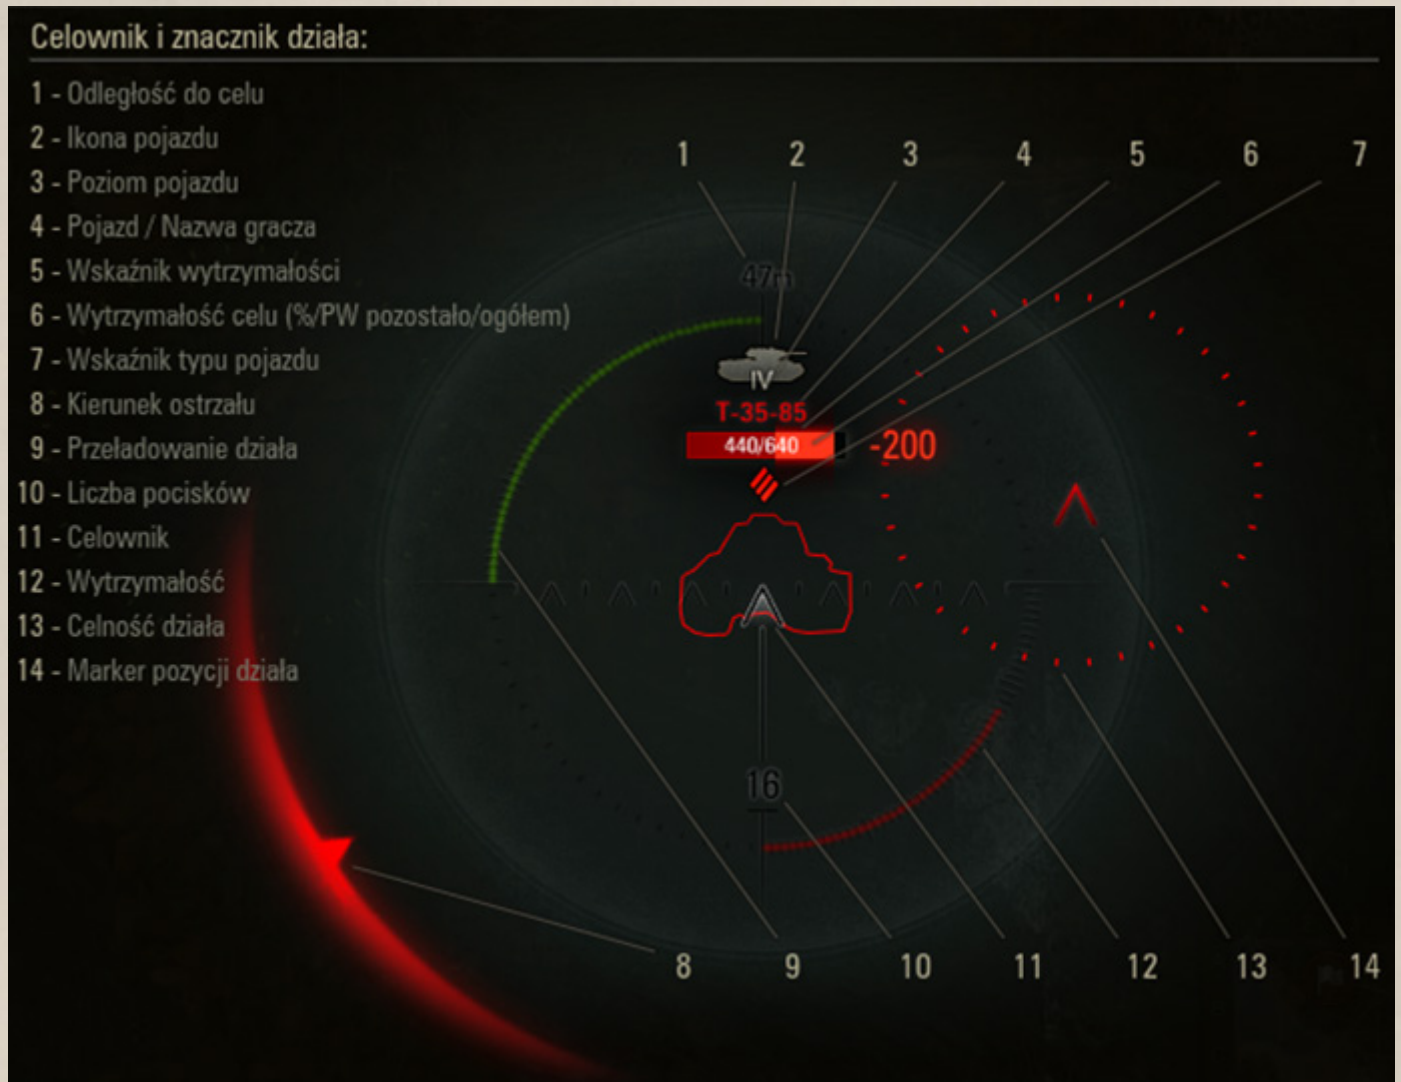 Celownik i znacznik działa:
1 - Odległość do celu
2 - Ikona pojazdu
3 - Poziom pojazdu
4 - Pojazd / Nazwa gracza
5 - Wskaźnik wytrzymałości
6 - Wytrzymałość celu (%/PW pozostało/ogółem)
7 - Wskaźnik typu pojazdu
8 - Kierunek ostrzału
9 - Przeładowanie działa
10 - Liczba pocisków
11 - Celownik
12 - Wytrzymałość
13 - Celność działa
14 - Marker pozycji działa
1 2 3 4 5 6 7
47m
IV
T-35-85
440/640 -200
16
8 9 10 11 12 13 14